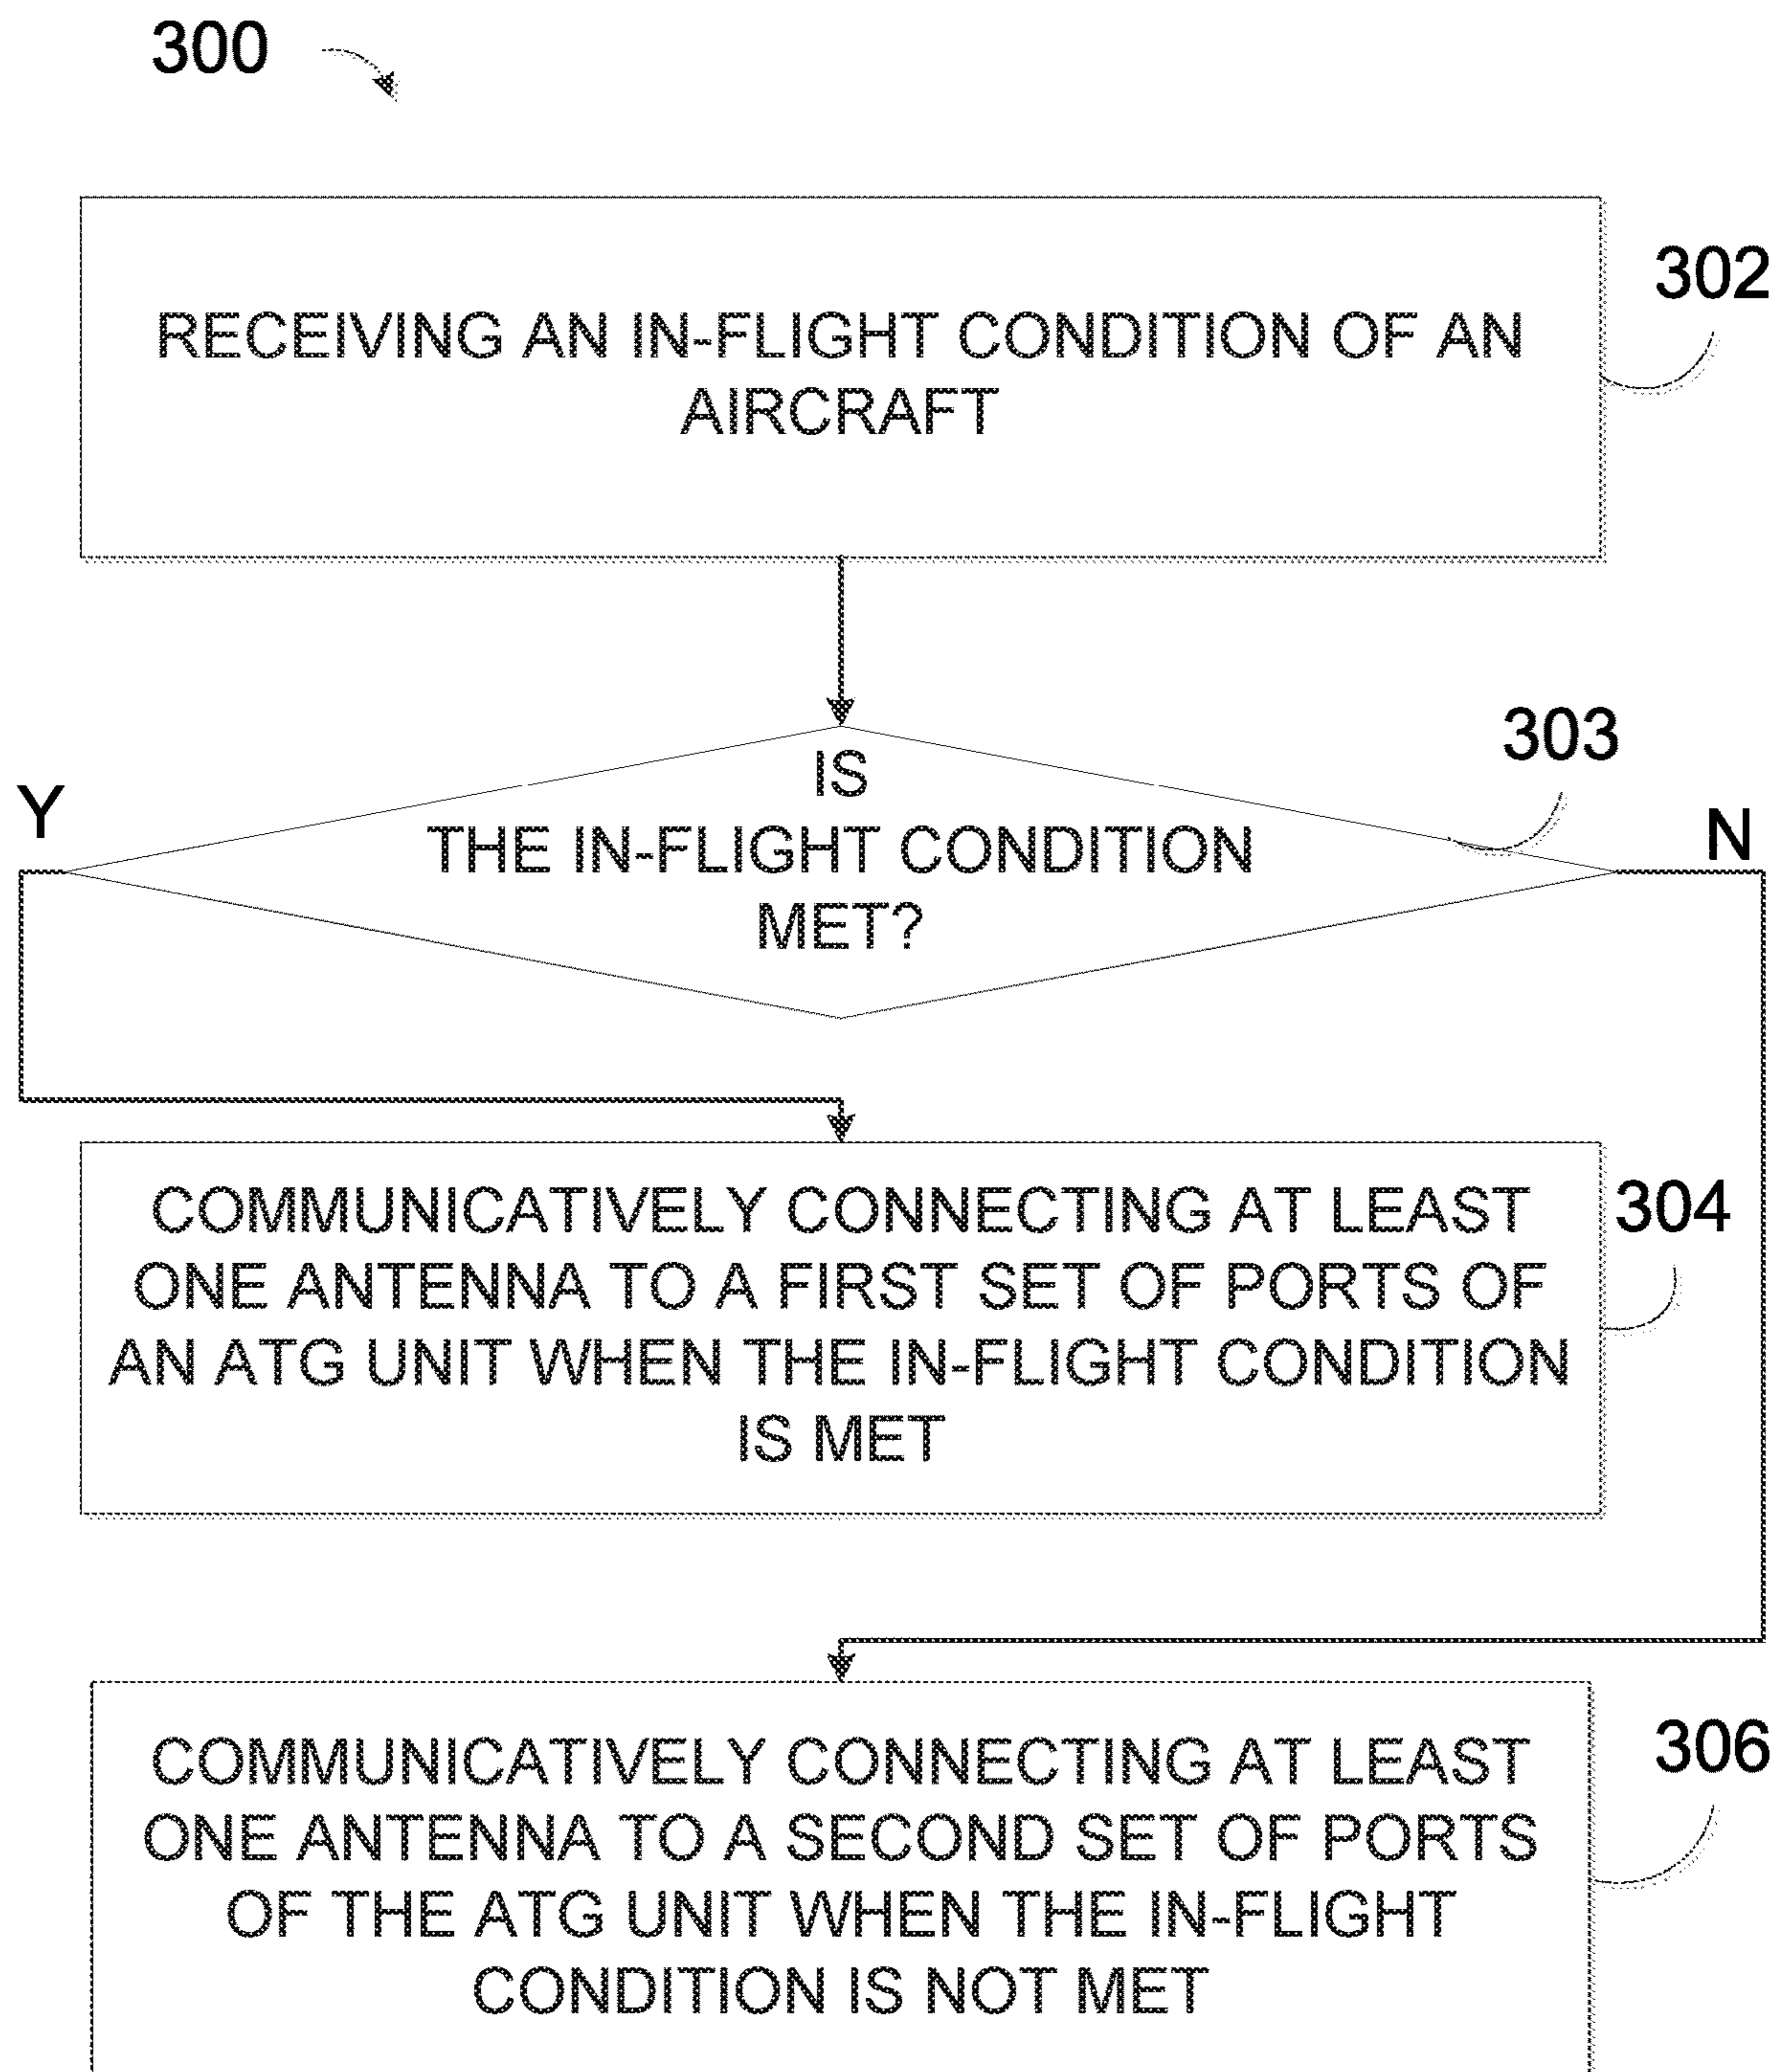 300
RECEIVING AN IN-FLIGHT CONDITION OF AN
AIRCRAFT
302
IS
THE IN-FLIGHT CONDITION
MET?
303
Y
N
COMMUNICATIVELY CONNECTING AT LEAST
ONE ANTENNA TO A FIRST SET OF PORTS OF
AN ATG UNIT WHEN THE IN-FLIGHT CONDITION
IS MET
304
COMMUNICATIVELY CONNECTING AT LEAST
ONE ANTENNA TO A SECOND SET OF PORTS
OF THE ATG UNIT WHEN THE IN-FLIGHT
CONDITION IS NOT MET
306